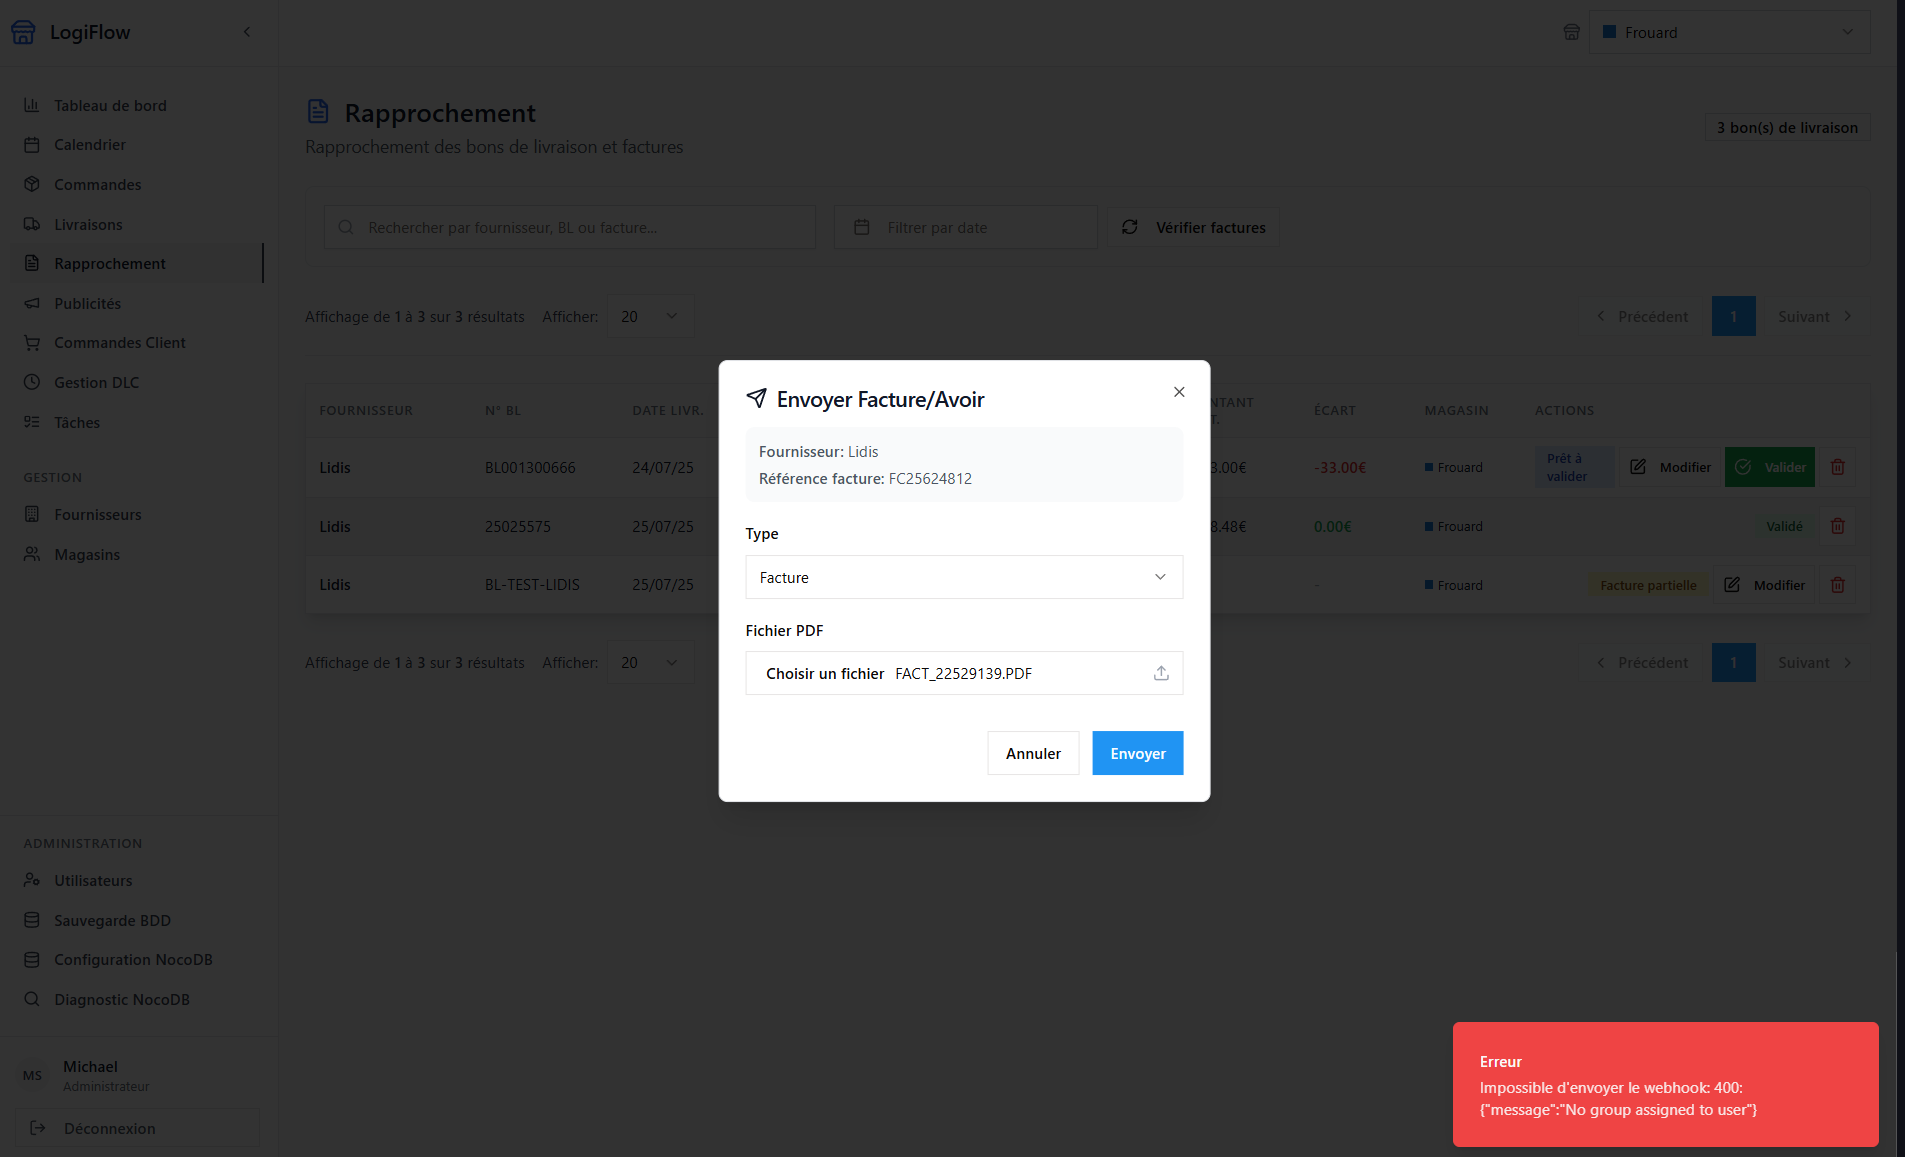 LogiFlow
Frouard
Tableau de bord
Calendrier
Commandes
Livraisons
Rapprochement
Publicités
Commandes Client
Gestion DLC
Tâches
GESTION
Fournisseurs
Magasins
ADMINISTRATION
Utilisateurs
Sauvegarde BDD
Configuration NocoDB
Diagnostic NocoDB
MS
Michael
Administrateur
Déconnexion
Rapprochement
Rapprochement des bons de livraison et factures
3 bon(s) de livraison
Rechercher par fournisseur, BL ou facture...
Filtrer par date
Vérifier factures
Affichage de 1 à 3 sur 3 résultats
Afficher:
20
Précédent
1
Suivant
FOURNISSEUR
N° BL
DATE LIVR.
NTANT
T.
ÉCART
MAGASIN
ACTIONS
Lidis
BL001300666
24/07/25
3.00€
-33.00€
Frouard
Prêt à
valider
Modifier
Valider
Lidis
25025575
25/07/25
8.48€
0.00€
Frouard
Validé
Lidis
BL-TEST-LIDIS
25/07/25
-
Frouard
Facture partielle
Modifier
Affichage de 1 à 3 sur 3 résultats
Afficher:
20
Précédent
1
Suivant
Envoyer Facture/Avoir
Fournisseur: Lidis
Référence facture: FC25624812
Type
Facture
Fichier PDF
Choisir un fichier FACT_22529139.PDF
Annuler
Envoyer
Erreur
Impossible d'envoyer le webhook: 400:
{"message":"No group assigned to user"}